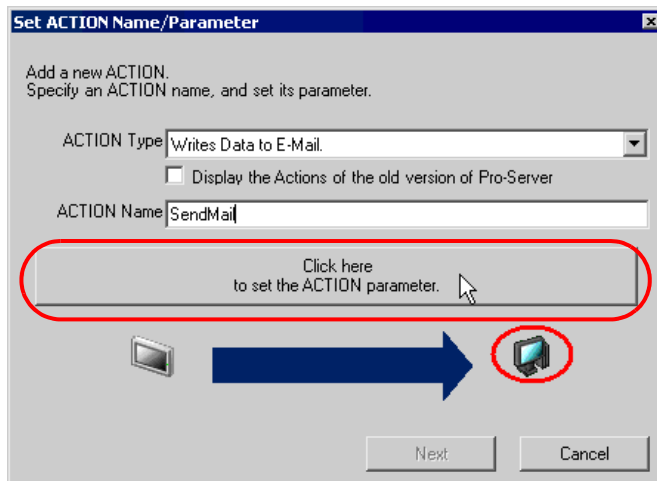 Set ACTION Name/Parameter
Add a new ACTION.
Specify an ACTION name, and set its parameter.
ACTION Type Writes Data to E-Mail.
Display the Actions of the old version of Pro-Server
ACTION Name SendMail
Click here
to set the ACTION parameter.
Next Cancel